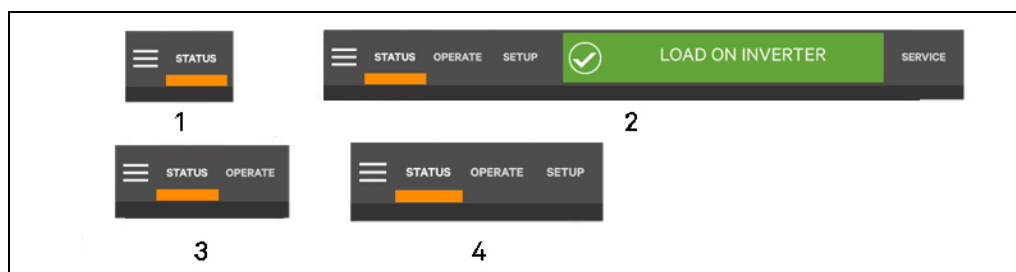 STATUS
STATUS OPERATE SETUP LOAD ON INVERTER SERVICE
1
2
STATUS OPERATE
STATUS OPERATE SETUP
3
4